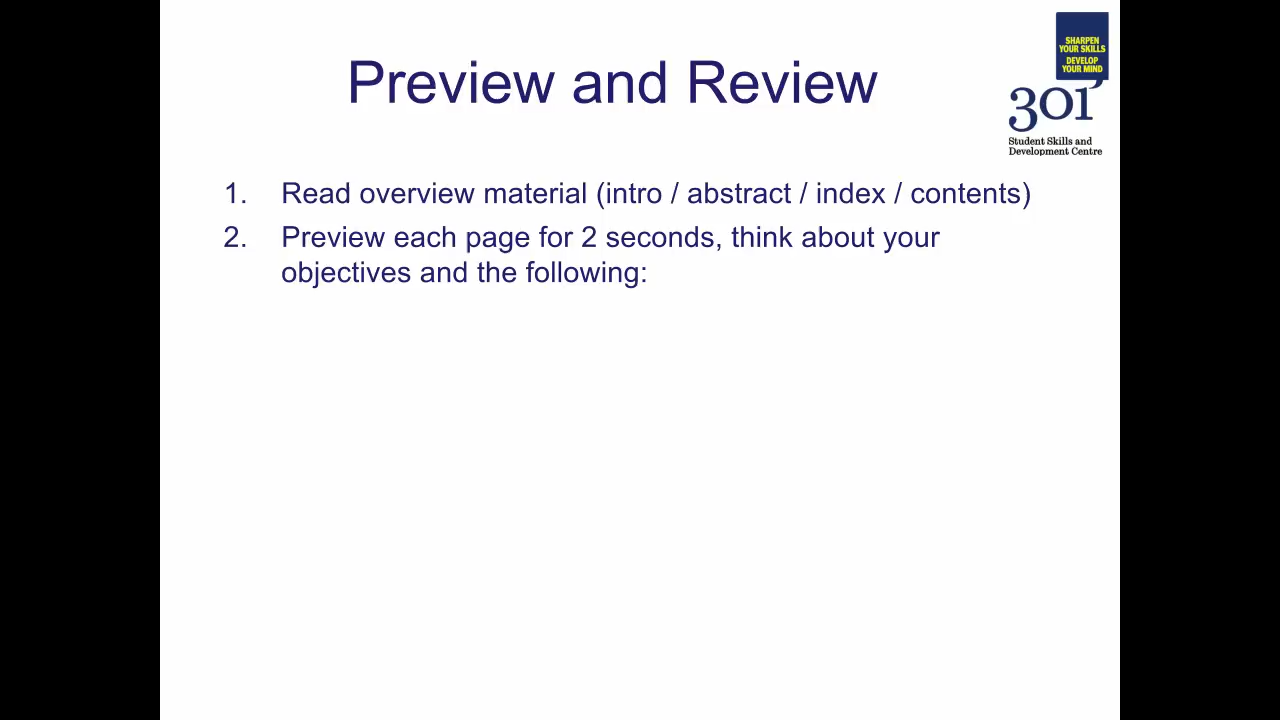 SHARPEN
YOUR SKILLS
DEVELOP
YOUR MIND
Preview and Review
301
Student Skills and
Development Centre
1. Read overview material (intro / abstract / index / contents)
2. Preview each page for 2 seconds, think about your
objectives and the following: